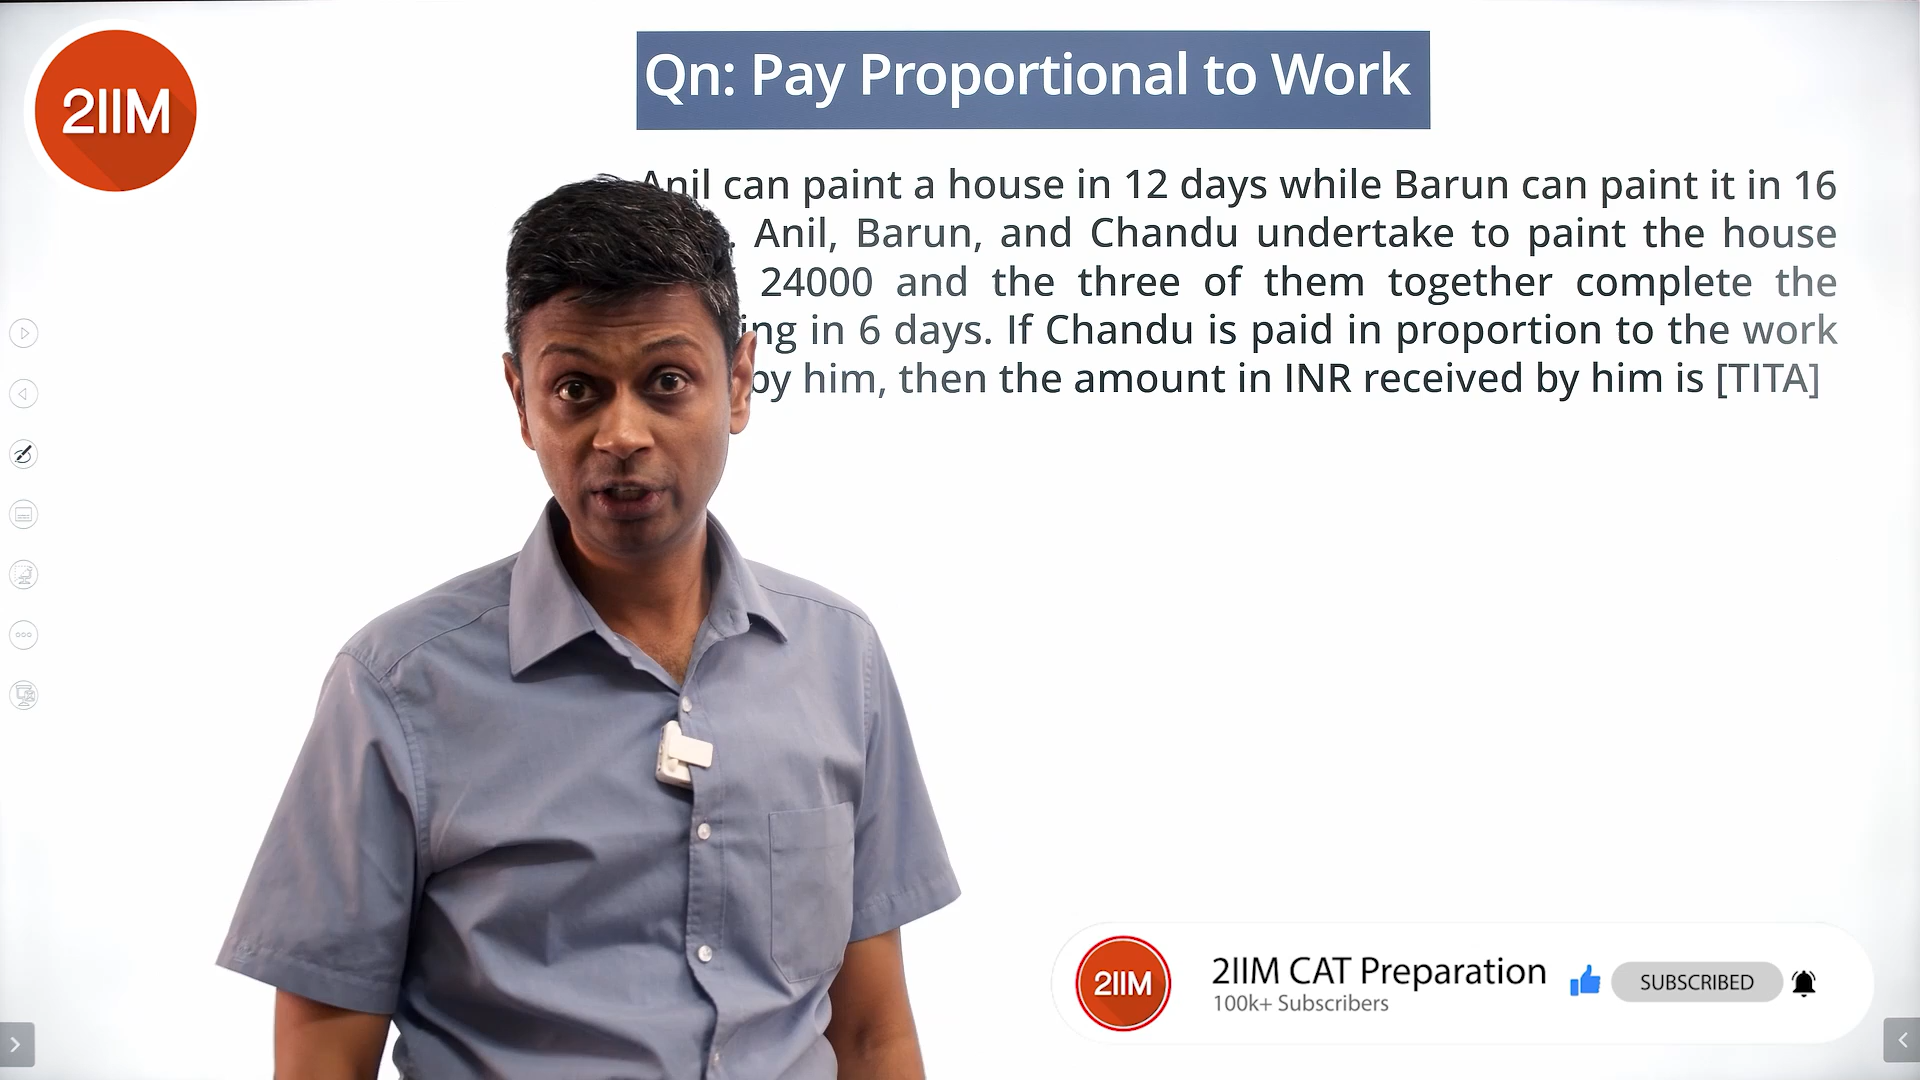 2IIM
Qn: Pay Proportional to Work
Anil can paint a house in 12 days while Barun can paint it in 16
. Anil, Barun, and Chandu undertake to paint the house
24000 and the three of them together complete the
ing in 6 days. If Chandu is paid in proportion to the work
by him, then the amount in INR received by him is [TITA]
2IIM
2IIM CAT Preparation
100k+ Subscribers
SUBSCRIBED